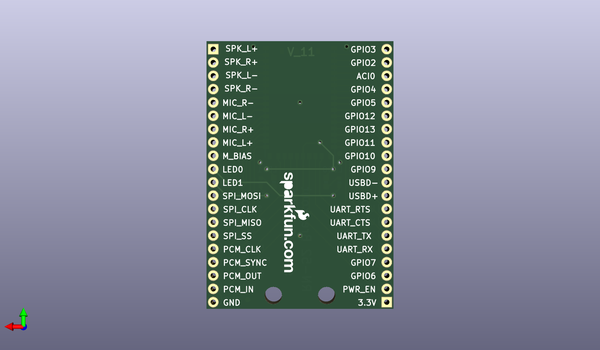 V_11
SPK_L+
SPK_R+
SPK_L-
SPK_R-
MIC_R-
MIC_L-
MIC_R+
MIC_L+
M_BIAS
LED0
LED1
SPI_MOSI
SPI_CLK
SPI_MISO
SPI_SS
PCM_CLK
PCM_SYNC
PCM_OUT
PCM_IN
GND
GPIO3
GPIO2
ACI0
GPIO4
GPIO5
GPIO12
GPIO13
GPIO11
GPIO10
GPIO9
USBD-
USBD+
UART_RTS
UART_CTS
UART_TX
UART_RX
GPIO7
GPIO6
PWR_EN
3.3V
sparkfun.com